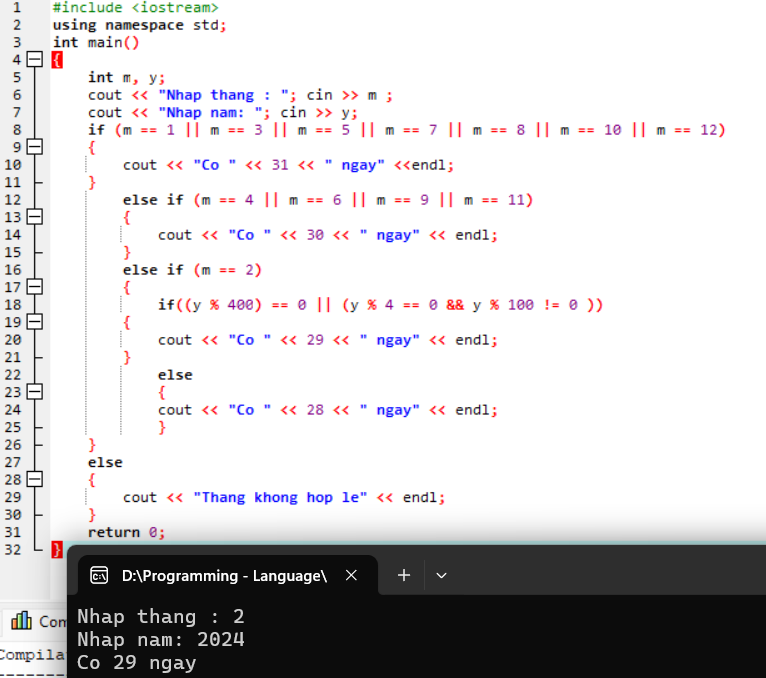 1 #include <iostream>
2 using namespace std;
3 int main()
4 {
5 int m, y;
6 cout << "Nhap thang : "; cin >> m ;
7 cout << "Nhap nam: "; cin >> y;
8 if (m == 1 || m == 3 || m == 5 || m == 7 || m == 8 || m == 10 || m == 12)
9 {
10 cout << "Co " << 31 << " ngay" <<endl;
11 }
12 else if (m == 4 || m == 6 || m == 9 || m == 11)
13 {
14 cout << "Co " << 30 << " ngay" << endl;
15 }
16 else if (m == 2)
17 {
18 if((y % 400) == 0 || (y % 4 == 0 && y % 100 != 0 ))
19 {
20 cout << "Co " << 29 << " ngay" << endl;
21 }
22 else
23 {
24 cout << "Co " << 28 << " ngay" << endl;
25 }
26 }
27 else
28 {
29 cout << "Thang khong hop le" << endl;
30 }
31 return 0;
32 }
D:\Programming - Language\
Com
Nhap thang : 2
Nhap nam: 2024
Compila
Co 29 ngay